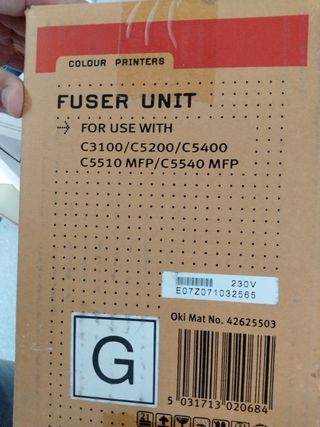 COLOUR PRINTERS
FUSER UNIT
FOR USE WITH
C3100/C5200/C5400
C5510 MFP/C5540 MFP
230V
E07Z071032565
Oki Mat No. 42625503
G
5 031713 020684
21